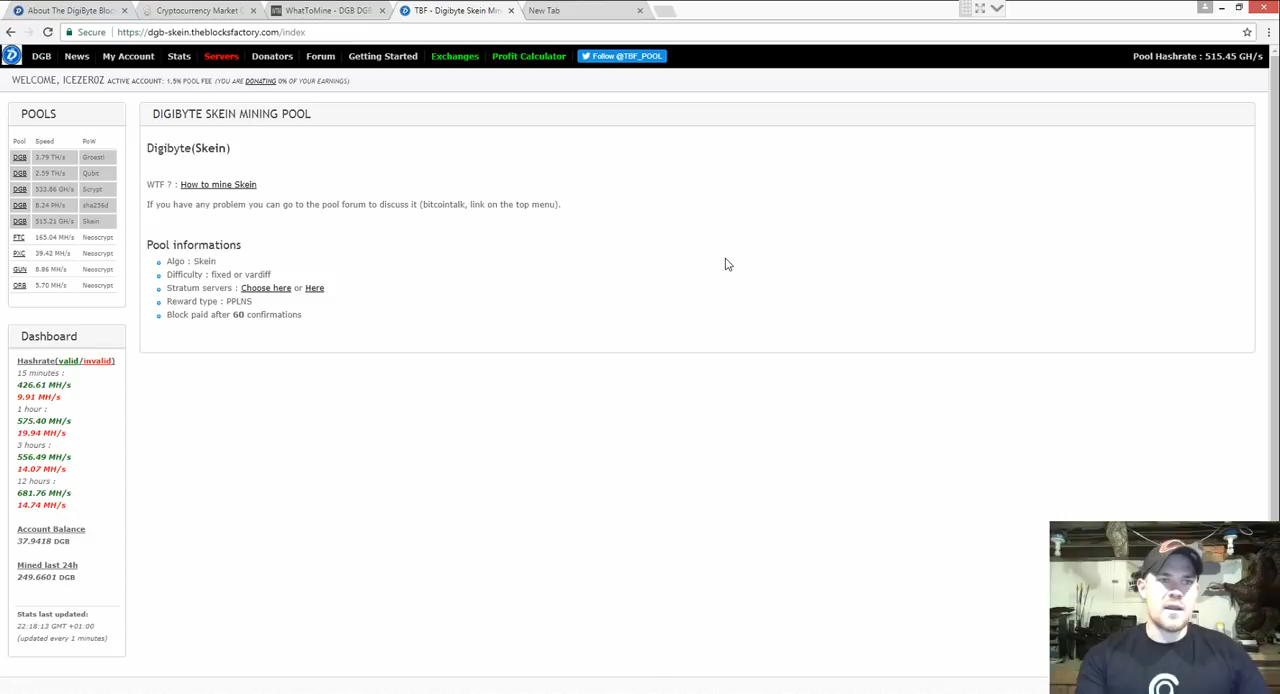 About The DigiByte Bloc
Cryptocurrency Market C
WhatToMine - DGB DGB
TBF - Digibyte Skein Min
New Tab
Secure https://dgb-skein.theblocksfactory.com/index
DGB News My Account Stats Servers Donators Forum Getting Started Exchanges Profit Calculator Follow @TBF_POOL Pool Hashrate : 515.45 GH/s
WELCOME, ICEZER0Z ACTIVE ACCOUNT: 1.5% POOL FEE (YOU ARE DONATING 0% OF YOUR EARNINGS)
POOLS
Pool Speed PoW
DGB 3.79 TH/s Groestl
DGB 2.59 TH/s Qubit
DGB 533.86 GH/s Scrypt
DGB 8.24 PH/s sha256d
DGB 515.21 GH/s Skein
FTC 165.04 MH/s Neoscrypt
PXC 39.42 MH/s Neoscrypt
GUN 8.86 MH/s Neoscrypt
ORB 5.70 MH/s Neoscrypt
Dashboard
Hashrate(valid/invalid)
15 minutes :
426.61 MH/s
9.91 MH/s
1 hour :
575.40 MH/s
19.94 MH/s
3 hours :
556.49 MH/s
14.07 MH/s
12 hours :
681.76 MH/s
14.74 MH/s
Account Balance
37.9418 DGB
Mined last 24h
249.6601 DGB
Stats last updated:
22:18:13 GMT +01:00
(updated every 1 minutes)
DIGIBYTE SKEIN MINING POOL
Digibyte(Skein)
WTF ? : How to mine Skein
If you have any problem you can go to the pool forum to discuss it (bitcointalk, link on the top menu).
Pool informations
Algo : Skein
Difficulty : fixed or vardiff
Stratum servers : Choose here or Here
Reward type : PPLNS
Block paid after 60 confirmations